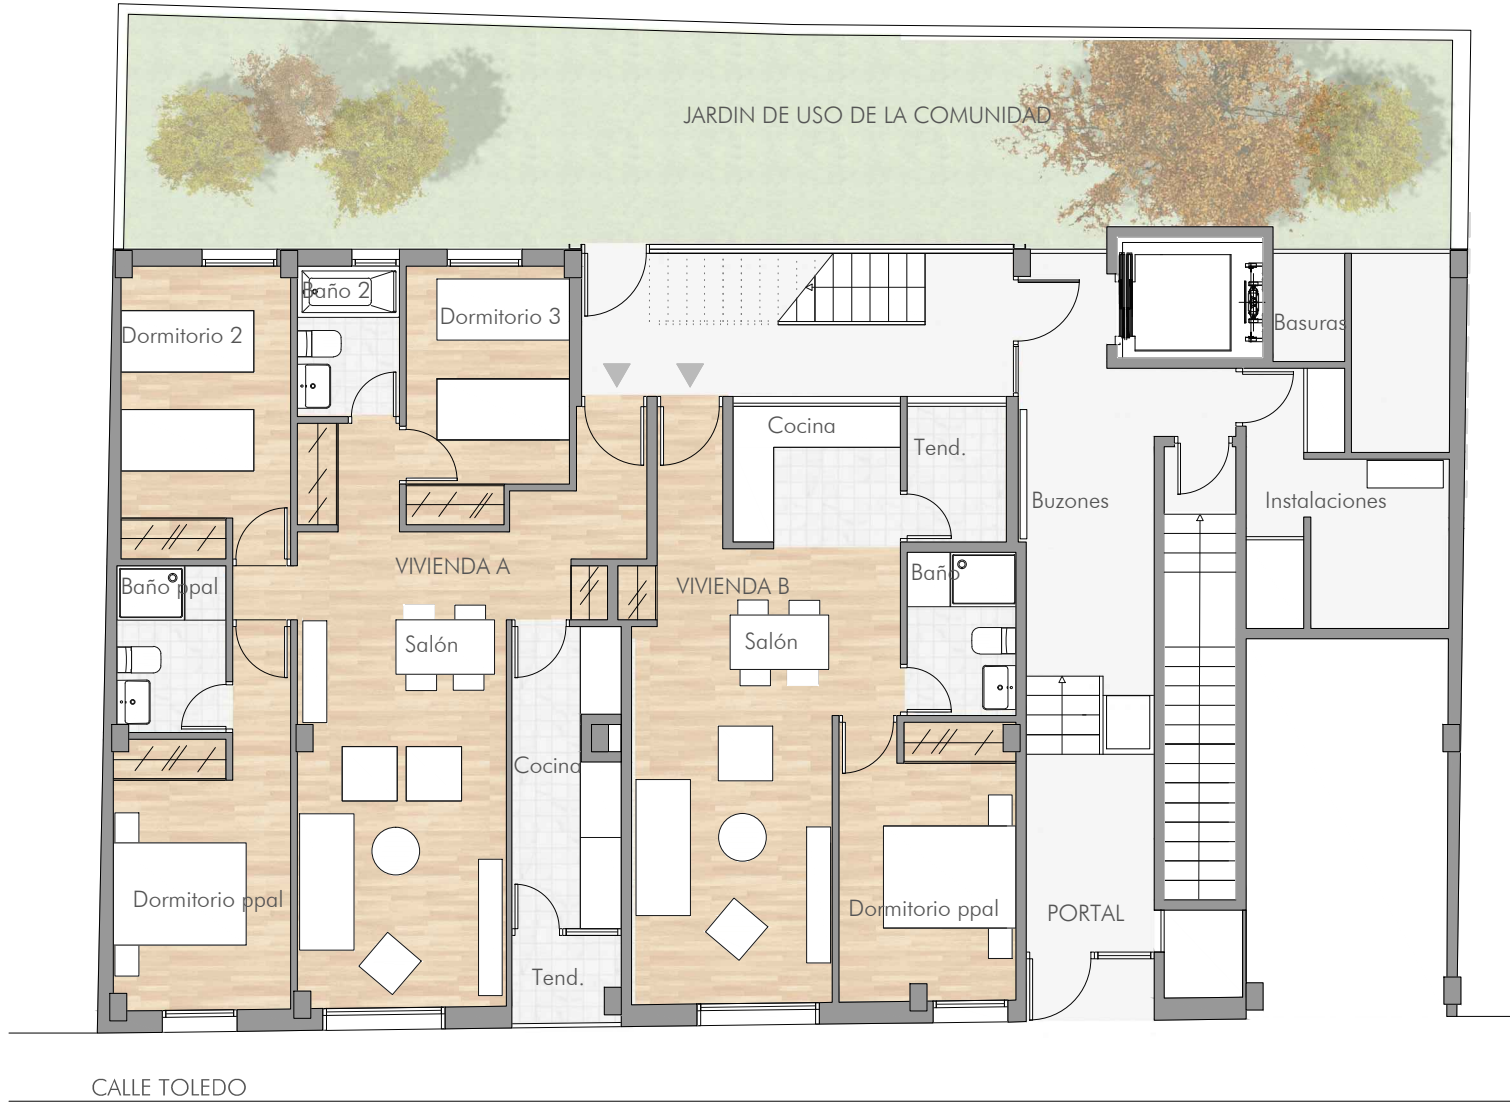 JARDIN DE USO DE LA COMUNIDAD
Baño 2
Dormitorio 3
Dormitorio 2
Basuras
Cocina
Tend.
Buzones
Instalaciones
VIVIENDA A
VIVIENDA B
Baño
Baño ppal
Salón
Salón
Cocina
Dormitorio ppal
Dormitorio ppal
PORTAL
Tend.
CALLE TOLEDO